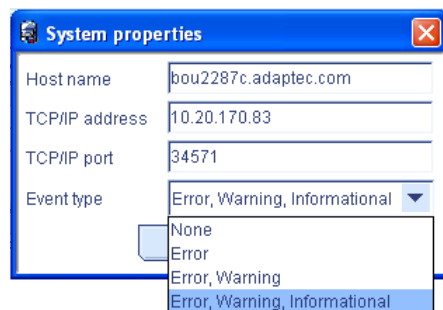 System properties
Host name bou2287c.adaptec.com
TCP/IP address 10.20.170.83
TCP/IP port 34571
Event type Error, Warning, Informational
None
Error
Error, Warning
Error, Warning, Informational